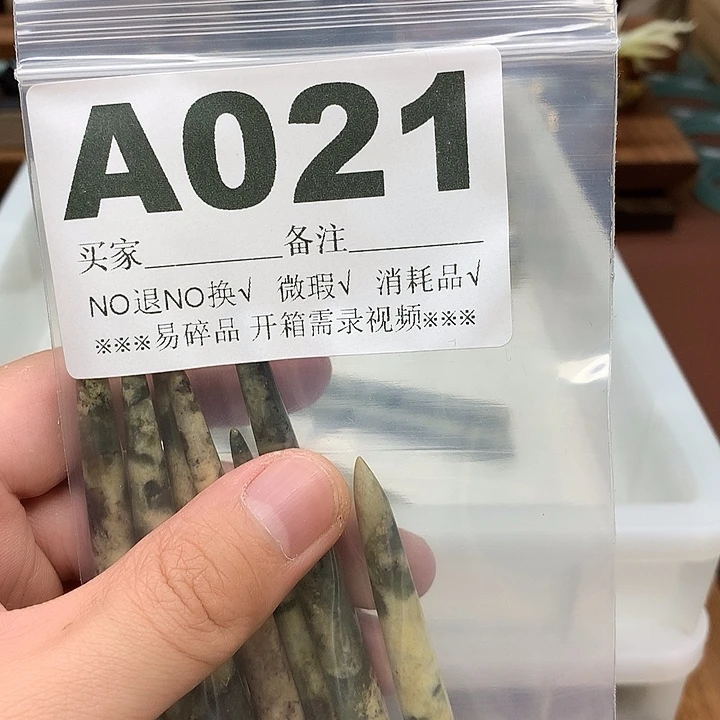 A021
买家________备注________
NO退NO换√ 微瑕√ 消耗品√
※※※易碎品 开箱需录视频※※※